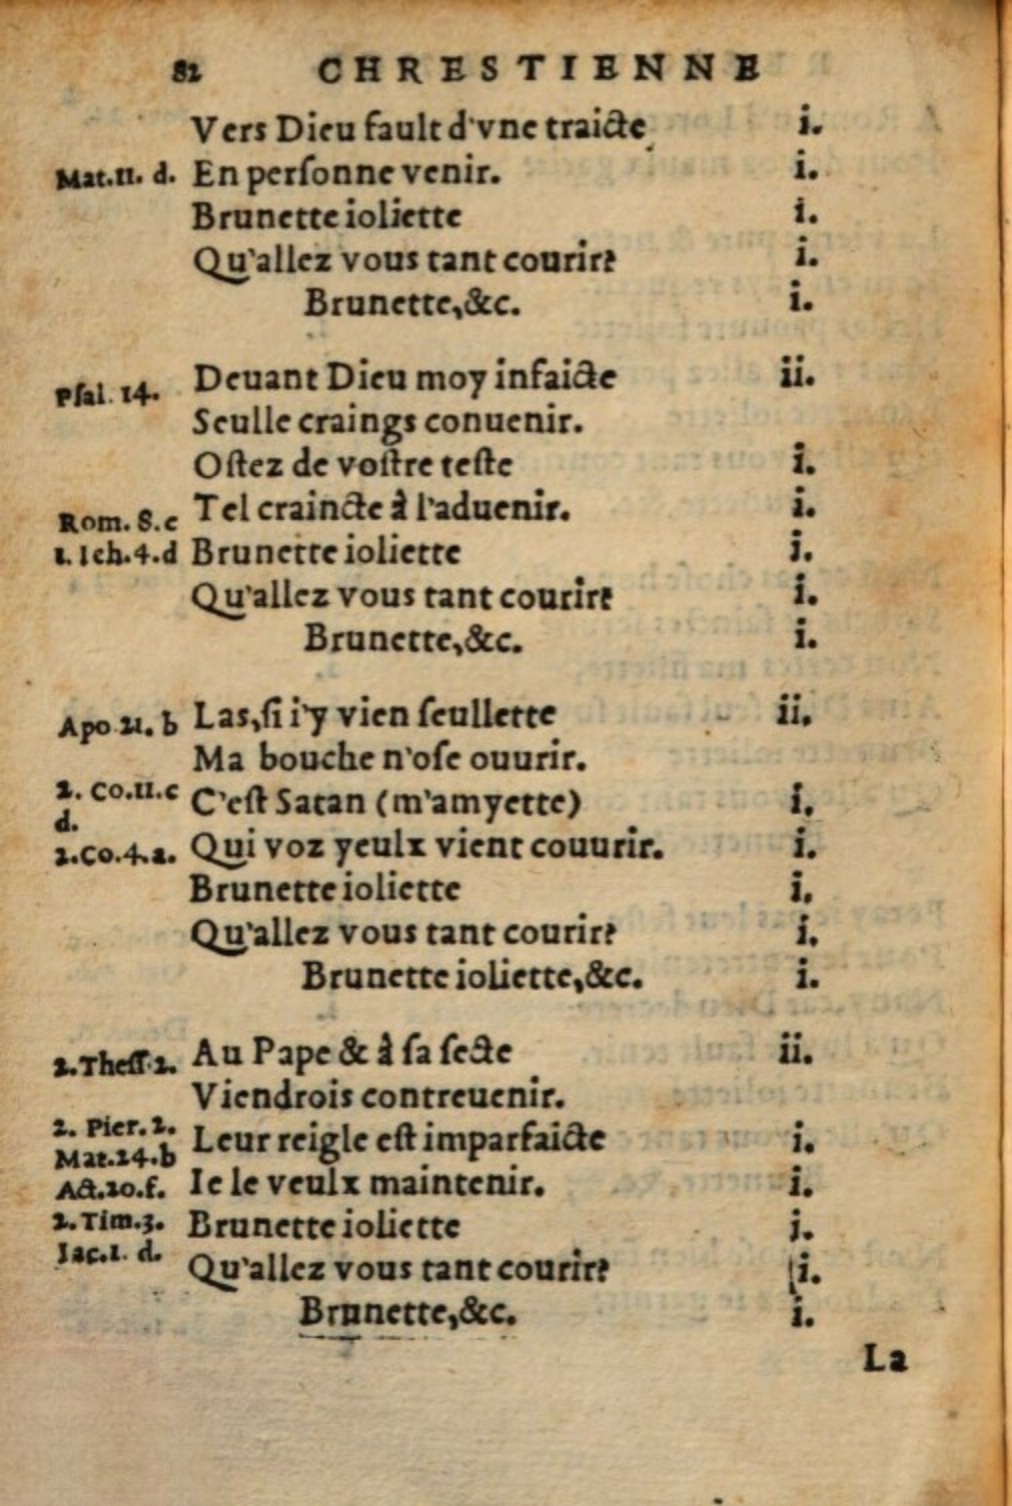 82 CHRESTIENNE
Vers Dieu fault d'vne traicte i.
Mat.11. d. En perſonne venir. i.
Brunette ioliette i.
Qu'allez vous tant courir? i.
Brunette,&c. i.
Pſal. 14. Deuant Dieu moy infaicte ii.
Seulle craings conuenir.
Oſtez de voſtre teſte i.
Tel craincte à l'aduenir. i.
Rom. 8.c
1. Ieh.4.d Brunette ioliette i.
Qu'allez vous tant courir? i.
Brunette,&c. i.
Apo.21. b Las,ſi i'y vien ſeullette ii.
Ma bouche n'oſe ouurir.
2. Co.11.c C'eſt Satan (m'amyette) i.
d.
2.Co.4.a. Qui voz yeulx vient couurir. i.
Brunette ioliette i.
Qu'allez vous tant courir? i.
Brunette ioliette,&c. i.
2.Theſſ.2. Au Pape & à ſa ſecte ii.
Viendrois contreuenir.
2. Pier.2. Leur reigle eſt imparfaicte i.
Mat.24.b
Act.20.f. Ie le veulx maintenir. i.
2.Tim.3. Brunette ioliette i.
Iac.1. d. Qu'allez vous tant courir? i.
Brunette,&c. i.
La